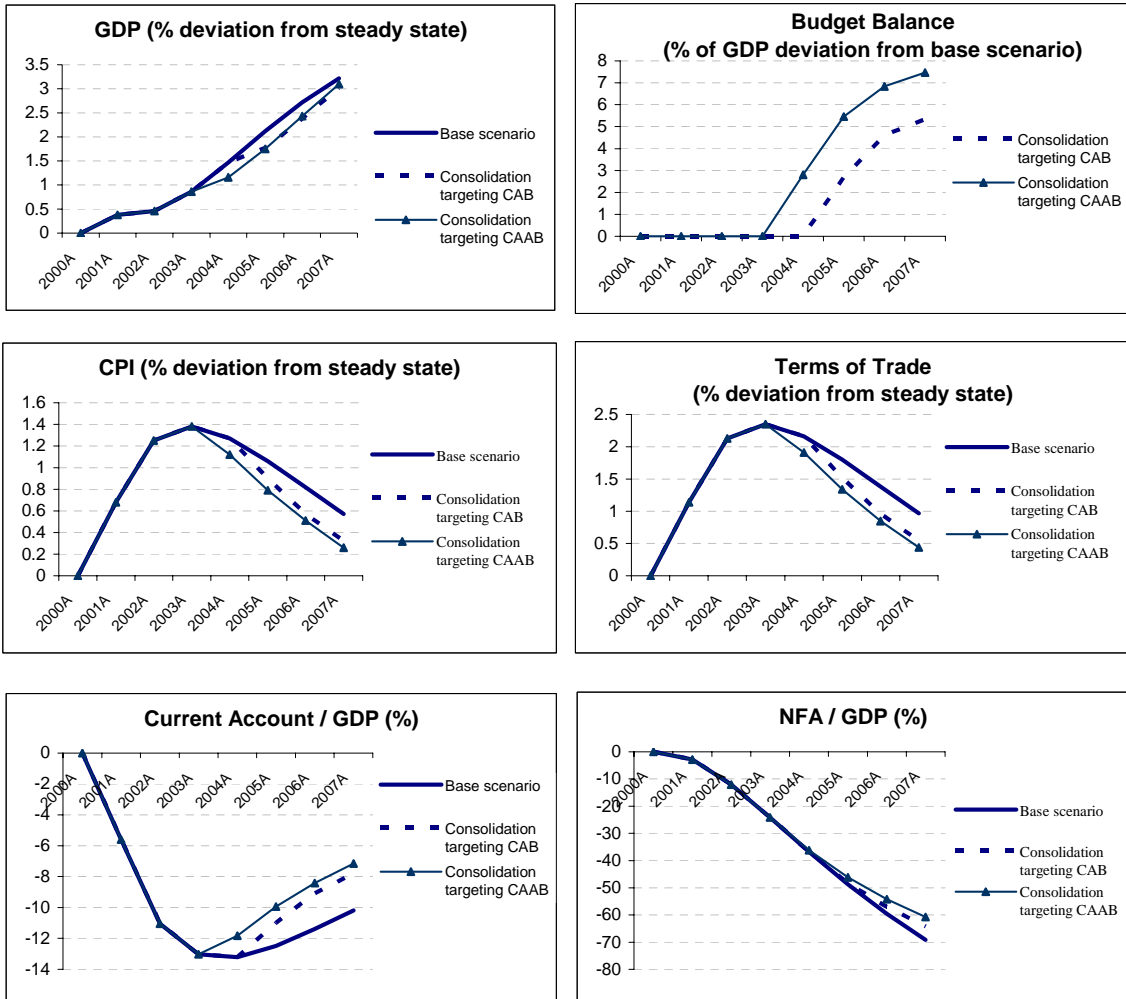 GDP (% deviation from steady state)
3.5
3
2.5
2
1.5
1
0.5
0
2000A
2001A
2002A
2003A
2004A
2005A
2006A
2007A
Base scenario
Consolidation
targeting CAB
Consolidation
targeting CAAB
Budget Balance
(% of GDP deviation from base scenario)
8
7
6
5
4
3
2
1
0
2000A
2001A
2002A
2003A
2004A
2005A
2006A
2007A
Consolidation
targeting CAB
Consolidation
targeting CAAB
CPI (% deviation from steady state)
1.6
1.4
1.2
1
0.8
0.6
0.4
0.2
0
2000A
2001A
2002A
2003A
2004A
2005A
2006A
2007A
Base scenario
Consolidation
targeting CAB
Consolidation
targeting CAAB
Terms of Trade
(% deviation from steady state)
2.5
2
1.5
1
0.5
0
2000A
2001A
2002A
2003A
2004A
2005A
2006A
2007A
Base scenario
Consolidation
targeting CAB
Consolidation
targeting CAAB
Current Account / GDP (%)
0
-2
-4
-6
-8
-10
-12
-14
2000A
2001A
2002A
2003A
2004A
2005A
2006A
2007A
Base scenario
Consolidation
targeting CAB
Consolidation
targeting CAAB
NFA / GDP (%)
0
-10
-20
-30
-40
-50
-60
-70
-80
2000A
2001A
2002A
2003A
2004A
2005A
2006A
2007A
Base scenario
Consolidation
targeting CAB
Consolidation
targeting CAAB